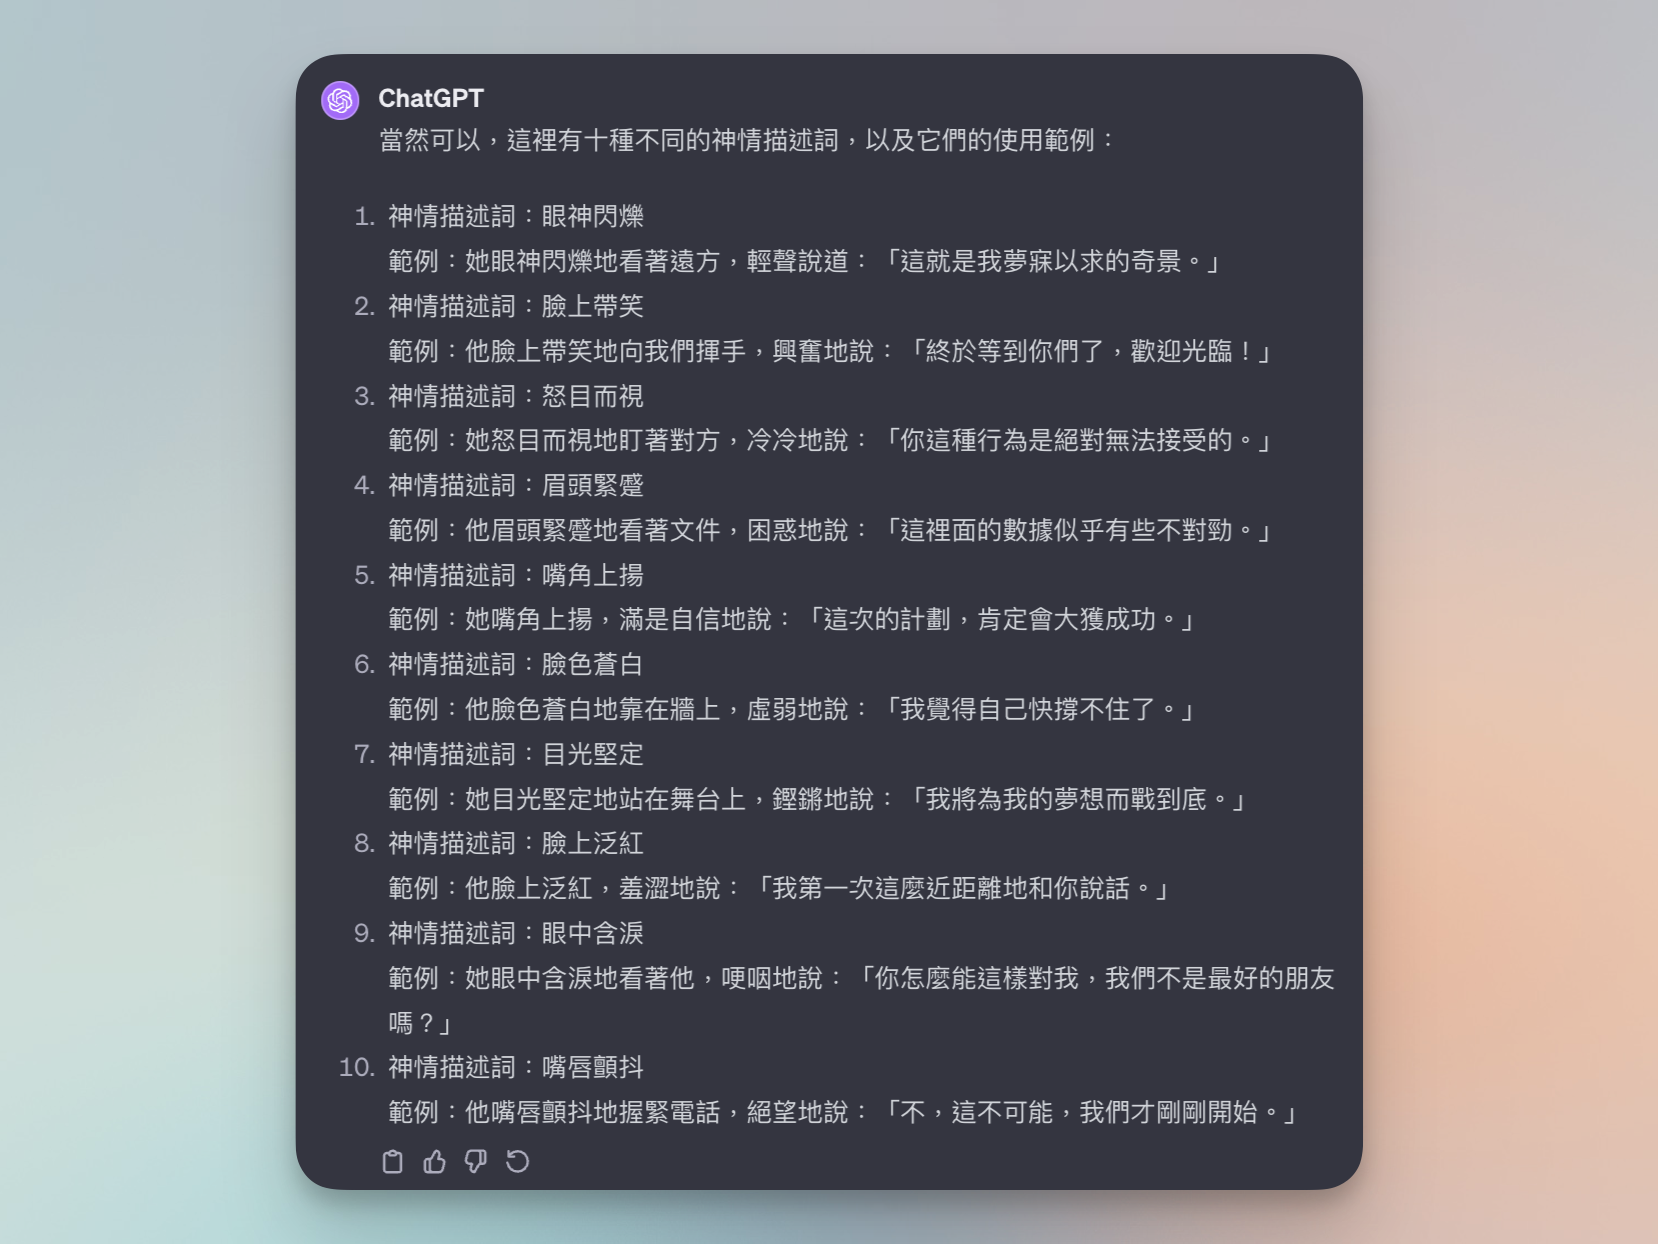 ChatGPT
當然可以，這裡有十種不同的神情描述詞，以及它們的使用範例：
1. 神情描述詞：眼神閃爍
範例：她眼神閃爍地看著遠方，輕聲說道：「這就是我夢寐以求的奇景。」
2. 神情描述詞：臉上帶笑
範例：他臉上帶笑地向我們揮手，興奮地說：「終於等到你們了，歡迎光臨！」
3. 神情描述詞：怒目而視
範例：她怒目而視地盯著對方，冷冷地說：「你這種行為是絕對無法接受的。」
4. 神情描述詞：眉頭緊蹙
範例：他眉頭緊蹙地看著文件，困惑地說：「這裡面的數據似乎有些不對勁。」
5. 神情描述詞：嘴角上揚
範例：她嘴角上揚，滿是自信地說：「這次的計劃，肯定會大獲成功。」
6. 神情描述詞：臉色蒼白
範例：他臉色蒼白地靠在牆上，虛弱地說：「我覺得自己快撐不住了。」
7. 神情描述詞：目光堅定
範例：她目光堅定地站在舞台上，鏗鏘地說：「我將為我的夢想而戰到底。」
8. 神情描述詞：臉上泛紅
範例：他臉上泛紅，羞澀地說：「我第一次這麼近距離地和你說話。」
9. 神情描述詞：眼中含淚
範例：她眼中含淚地看著他，哽咽地說：「你怎麼能這樣對我，我們不是最好的朋友
嗎？」
10. 神情描述詞：嘴唇顫抖
範例：他嘴唇顫抖地握緊電話，絕望地說：「不，這不可能，我們才剛剛開始。」